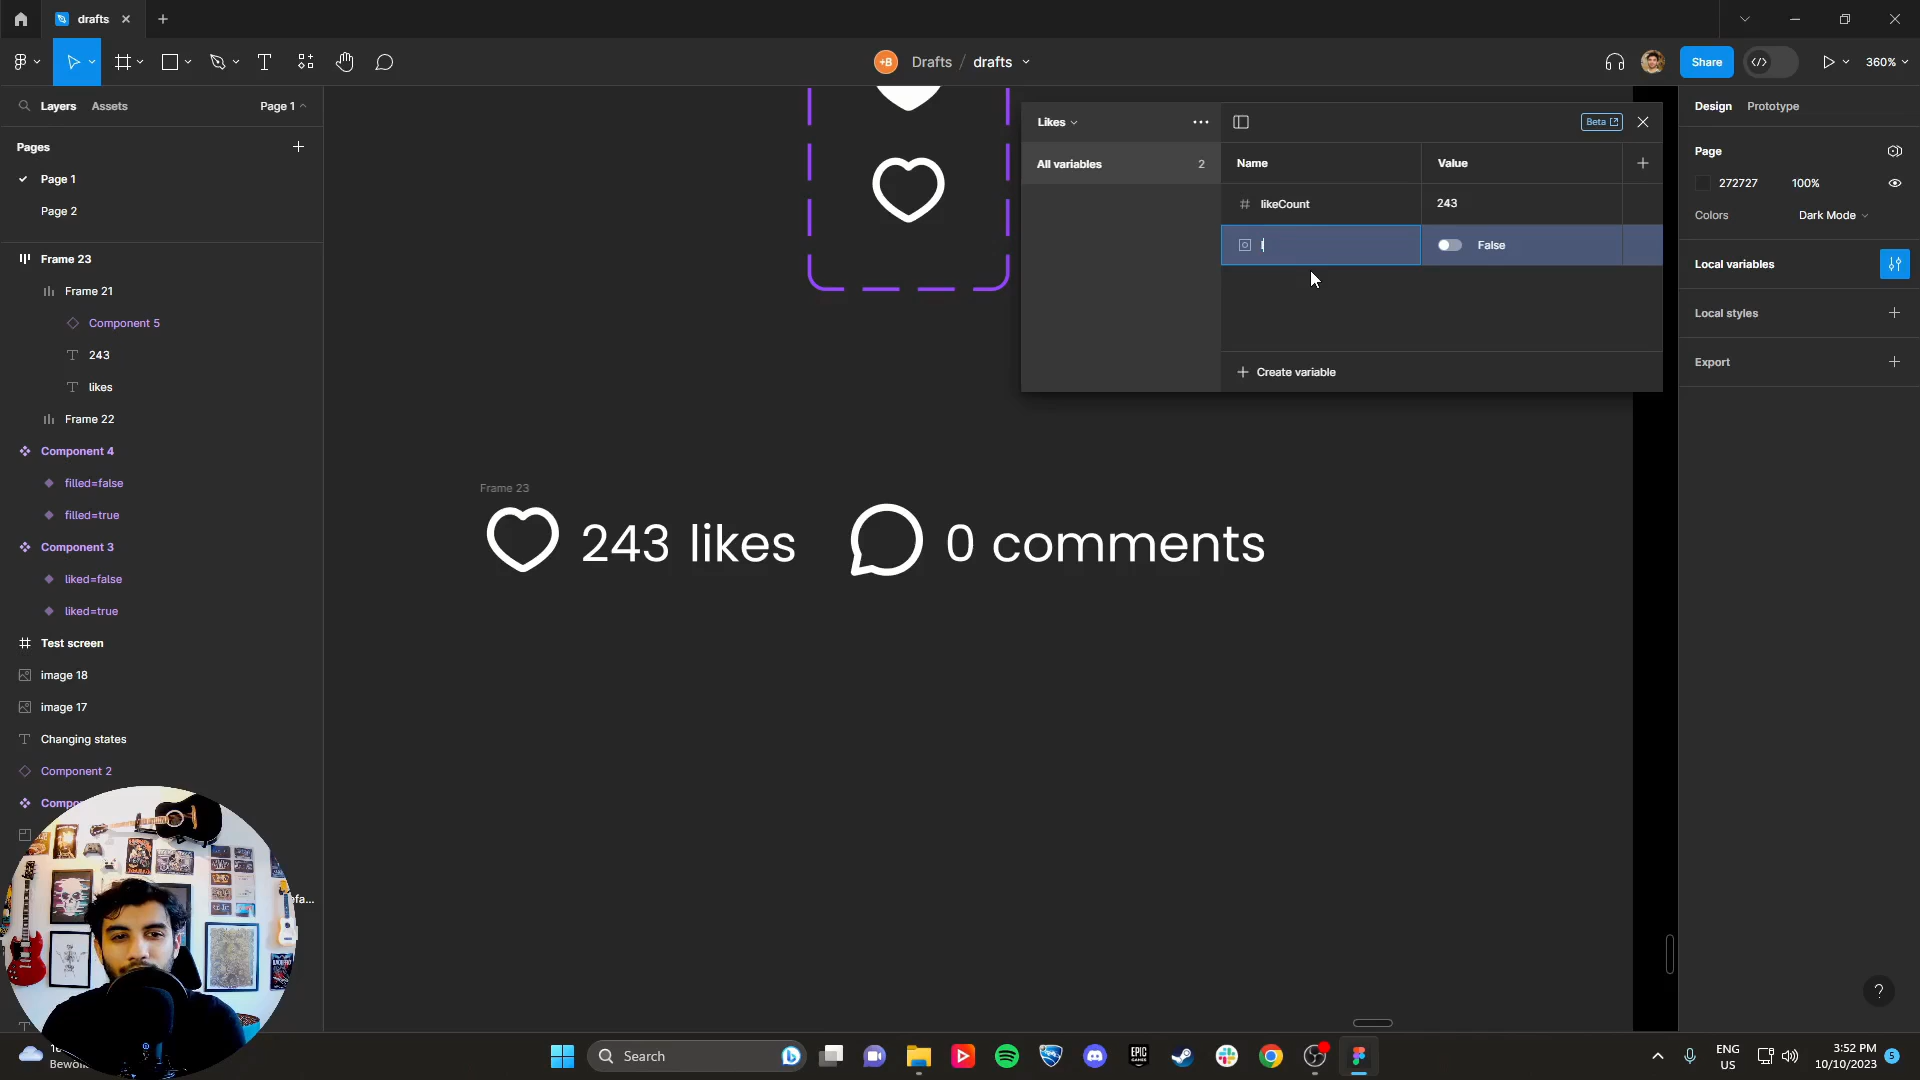 drafts
Drafts / drafts
Share
360%
Layers
Assets
Page 1
Pages
Page 1
Page 2
Frame 23
Frame 21
Component 5
243
likes
Frame 22
Component 4
filled=false
filled=true
Component 3
liked=false
liked=true
Test screen
image 18
image 17
Changing states
Component 2
Likes
All variables
2
Beta
Name
Value
likeCount
243
l
False
Create variable
Frame 23
243 likes
0 comments
Design
Prototype
Page
272727
100%
Colors
Dark Mode
Local variables
Local styles
Export
?
Search
EPIC
GAMES
ENG
US
3:52 PM
10/10/2023
5